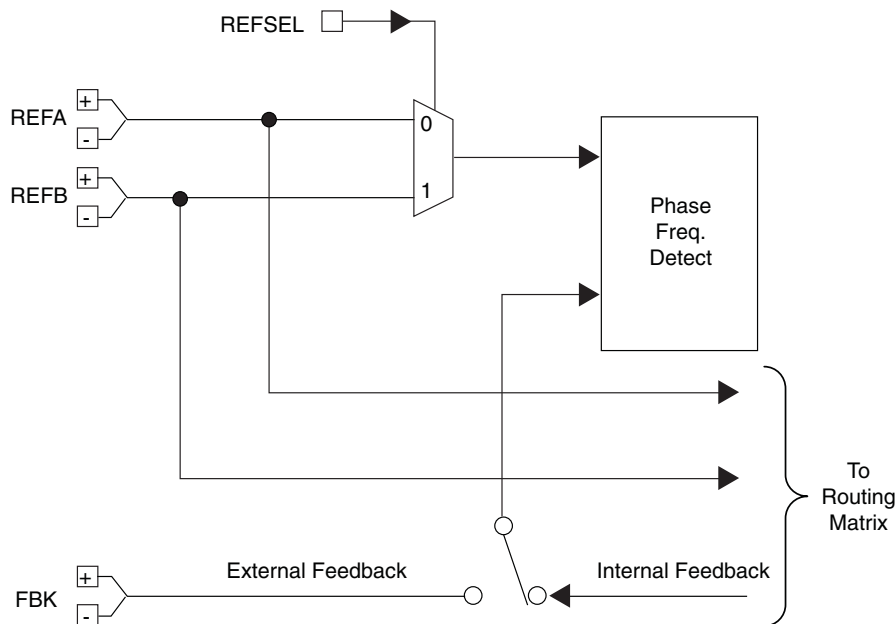 REFSEL
REFA
+
-
0
REFB
+
-
1
Phase
Freq.
Detect
To
Routing
Matrix
External Feedback
Internal Feedback
FBK
+
-